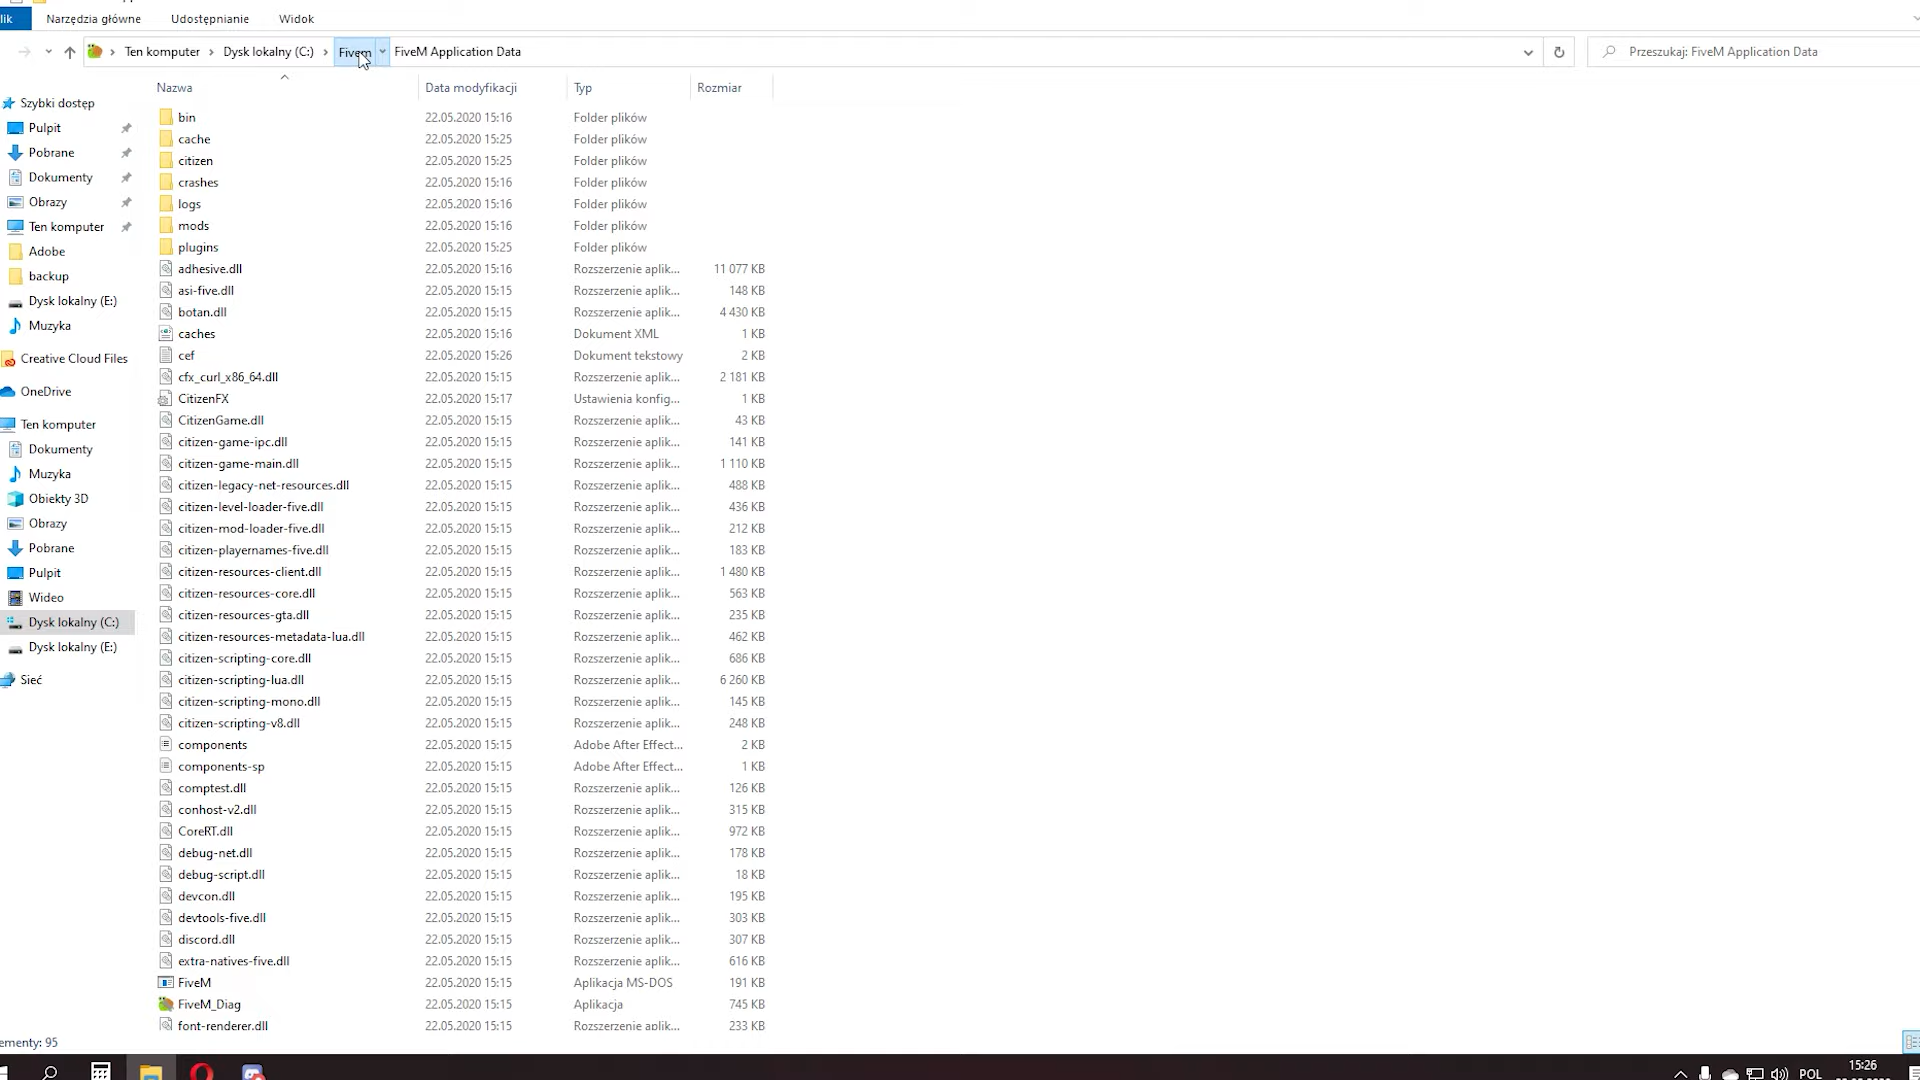 lik Narzędzia główne Udostępnianie Widok
Ten komputer Dysk lokalny (C:) Fivem FiveM Application Data Przeszukaj: FiveM Application Data
Nazwa Data modyfikacji Typ Rozmiar
Szybki dostęp
Pulpit
Pobrane
Dokumenty
Obrazy
Ten komputer
Adobe
backup
Dysk lokalny (E:)
Muzyka
Creative Cloud Files
OneDrive
Ten komputer
Dokumenty
Muzyka
Obiekty 3D
Obrazy
Pobrane
Pulpit
Wideo
Dysk lokalny (C:)
Dysk lokalny (E:)
Sieć
bin 22.05.2020 15:16 Folder plików
cache 22.05.2020 15:25 Folder plików
citizen 22.05.2020 15:25 Folder plików
crashes 22.05.2020 15:16 Folder plików
logs 22.05.2020 15:16 Folder plików
mods 22.05.2020 15:16 Folder plików
plugins 22.05.2020 15:25 Folder plików
adhesive.dll 22.05.2020 15:16 Rozszerzenie aplik... 11 077 KB
asi-five.dll 22.05.2020 15:15 Rozszerzenie aplik... 148 KB
botan.dll 22.05.2020 15:15 Rozszerzenie aplik... 4 430 KB
caches 22.05.2020 15:16 Dokument XML 1 KB
cef 22.05.2020 15:26 Dokument tekstowy 2 KB
cfx_curl_x86_64.dll 22.05.2020 15:15 Rozszerzenie aplik... 2 181 KB
CitizenFX 22.05.2020 15:17 Ustawienia konfig... 1 KB
CitizenGame.dll 22.05.2020 15:15 Rozszerzenie aplik... 43 KB
citizen-game-ipc.dll 22.05.2020 15:15 Rozszerzenie aplik... 141 KB
citizen-game-main.dll 22.05.2020 15:15 Rozszerzenie aplik... 1 110 KB
citizen-legacy-net-resources.dll 22.05.2020 15:15 Rozszerzenie aplik... 488 KB
citizen-level-loader-five.dll 22.05.2020 15:15 Rozszerzenie aplik... 436 KB
citizen-mod-loader-five.dll 22.05.2020 15:15 Rozszerzenie aplik... 212 KB
citizen-playernames-five.dll 22.05.2020 15:15 Rozszerzenie aplik... 183 KB
citizen-resources-client.dll 22.05.2020 15:15 Rozszerzenie aplik... 1 480 KB
citizen-resources-core.dll 22.05.2020 15:15 Rozszerzenie aplik... 563 KB
citizen-resources-gta.dll 22.05.2020 15:15 Rozszerzenie aplik... 235 KB
citizen-resources-metadata-lua.dll 22.05.2020 15:15 Rozszerzenie aplik... 462 KB
citizen-scripting-core.dll 22.05.2020 15:15 Rozszerzenie aplik... 686 KB
citizen-scripting-lua.dll 22.05.2020 15:15 Rozszerzenie aplik... 6 260 KB
citizen-scripting-mono.dll 22.05.2020 15:15 Rozszerzenie aplik... 145 KB
citizen-scripting-v8.dll 22.05.2020 15:15 Rozszerzenie aplik... 248 KB
components 22.05.2020 15:15 Adobe After Effect... 2 KB
components-sp 22.05.2020 15:15 Adobe After Effect... 1 KB
comptest.dll 22.05.2020 15:15 Rozszerzenie aplik... 126 KB
conhost-v2.dll 22.05.2020 15:15 Rozszerzenie aplik... 315 KB
CoreRT.dll 22.05.2020 15:15 Rozszerzenie aplik... 972 KB
debug-net.dll 22.05.2020 15:15 Rozszerzenie aplik... 178 KB
debug-script.dll 22.05.2020 15:15 Rozszerzenie aplik... 18 KB
devcon.dll 22.05.2020 15:15 Rozszerzenie aplik... 195 KB
devtools-five.dll 22.05.2020 15:15 Rozszerzenie aplik... 303 KB
discord.dll 22.05.2020 15:15 Rozszerzenie aplik... 307 KB
extra-natives-five.dll 22.05.2020 15:15 Rozszerzenie aplik... 616 KB
FiveM 22.05.2020 15:15 Aplikacja MS-DOS 191 KB
FiveM_Diag 22.05.2020 15:15 Aplikacja 745 KB
font-renderer.dll 22.05.2020 15:15 Rozszerzenie aplik... 233 KB
ementy: 95
POL 15:26